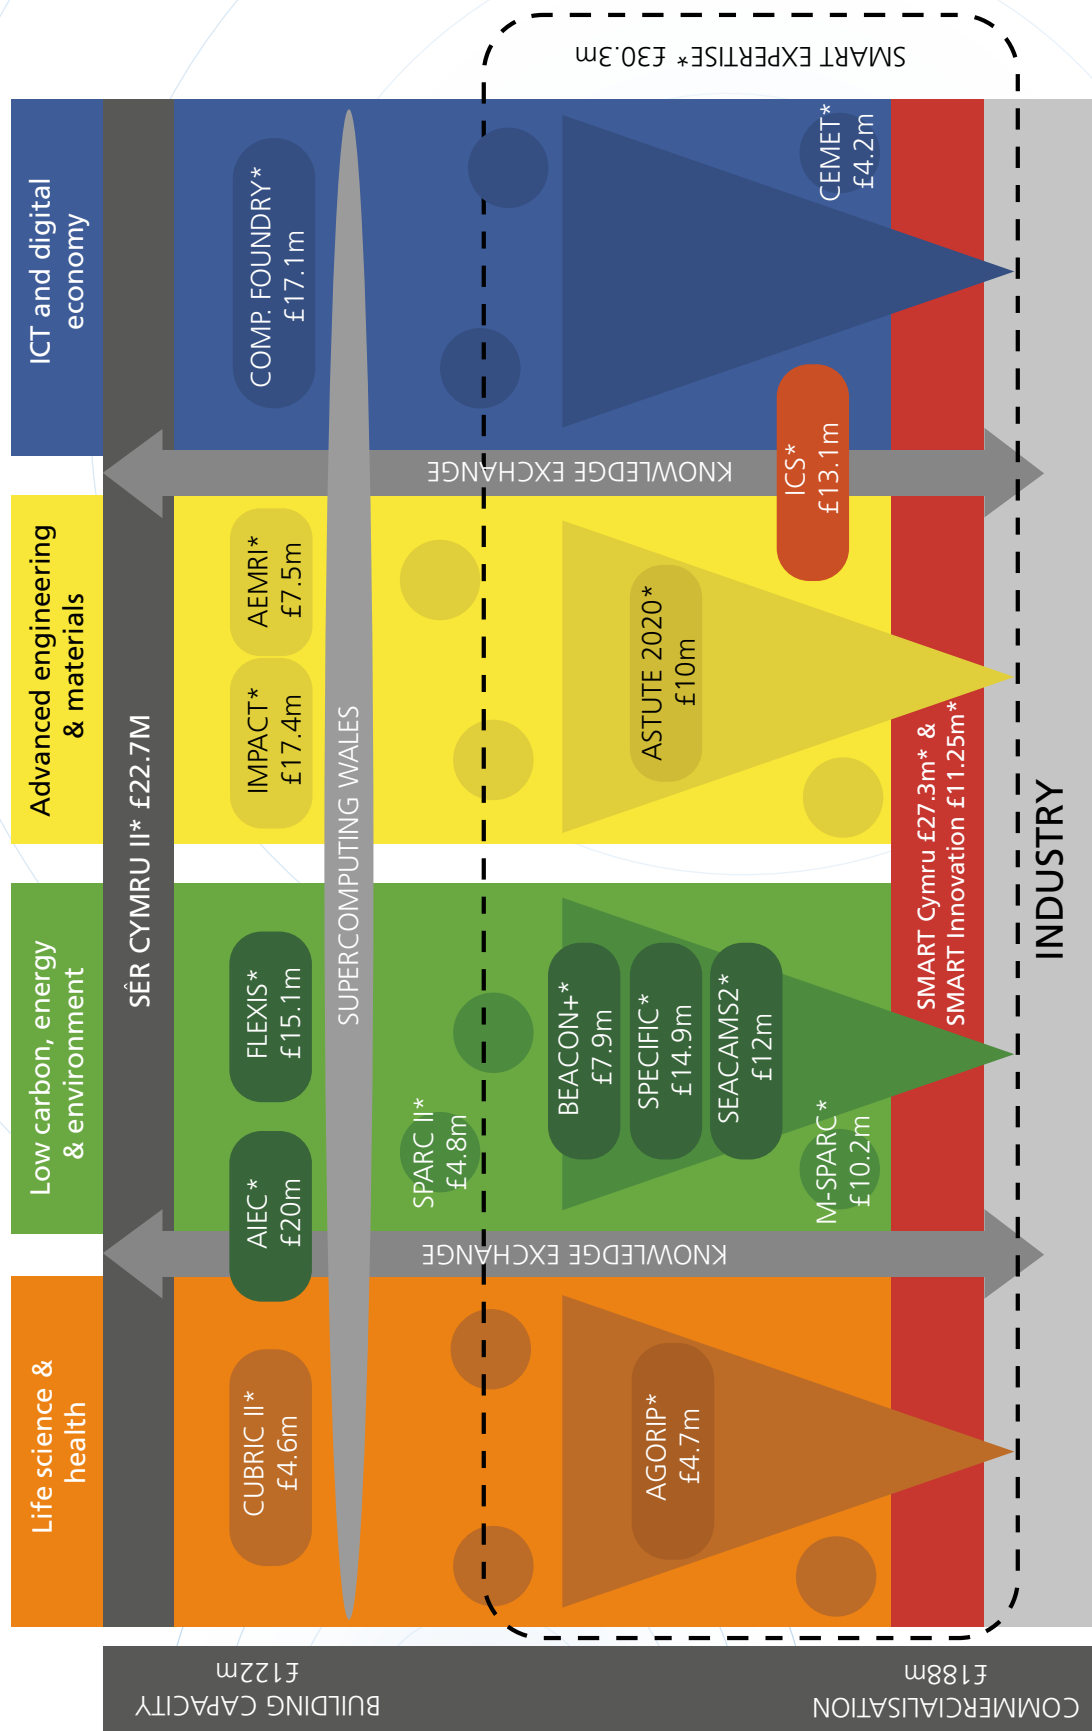 Life science &
health
Low carbon, energy
& environment
Advanced engineering
& materials
ICT and digital
economy
SÊR CYMRU II* £22.7M
BUILDING CAPACITY
£122m
CUBRIC II*
£4.6m
AIEC*
£20m
FLEXIS*
£15.1m
IMPACT*
£17.4m
AEMRI*
£7.5m
COMP. FOUNDRY*
£17.1m
SUPERCOMPUTING WALES
SPARC II*
£4.8m
KNOWLEDGE EXCHANGE
KNOWLEDGE EXCHANGE
SMART EXPERTISE* £30.3m
AGORIP*
£4.7m
BEACON+*
£7.9m
SPECIFIC*
£14.9m
SEACAMS2*
£12m
ASTUTE 2020*
£10m
ICS*
£13.1m
M-SPARC*
£10.2m
CEMET*
£4.2m
COMMERCIALISATION
£188m
SMART Cymru £27.3m* &
SMART Innovation £11.25m*
INDUSTRY